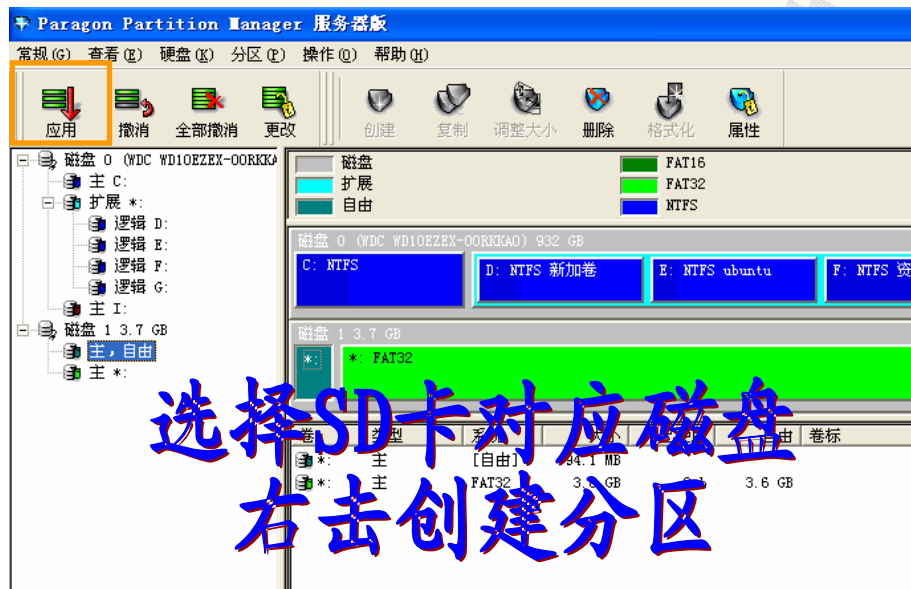 Paragon Partition Manager 服务器版
常规(G) 查看(E) 硬盘(K) 分区(P) 操作(O) 帮助(H)
应用 撤消 全部撤消 更改 创建 复制 调整大小 删除 格式化 属性
磁盘 0 (WDC WD10EZEX-00RKKA
主 C:
扩展 *:
逻辑 D:
逻辑 E:
逻辑 F:
逻辑 G:
主 I:
磁盘 1 3.7 GB
主，自由
主 *:
磁盘 FAT16
扩展 FAT32
自由 NTFS
磁盘 0 (WDC WD10EZEX-00RKKA0) 932 GB
C: NTFS D: NTFS 新加卷 E: NTFS ubuntu F: NTFS 资
磁盘 1 3.7 GB
*: *: FAT32
选择SD卡对应磁盘
卷 类型 自由 卷标
*: 主 [自由] 94.1 MB
*: 主 FAT32 GB 3.6 GB
右击创建分区